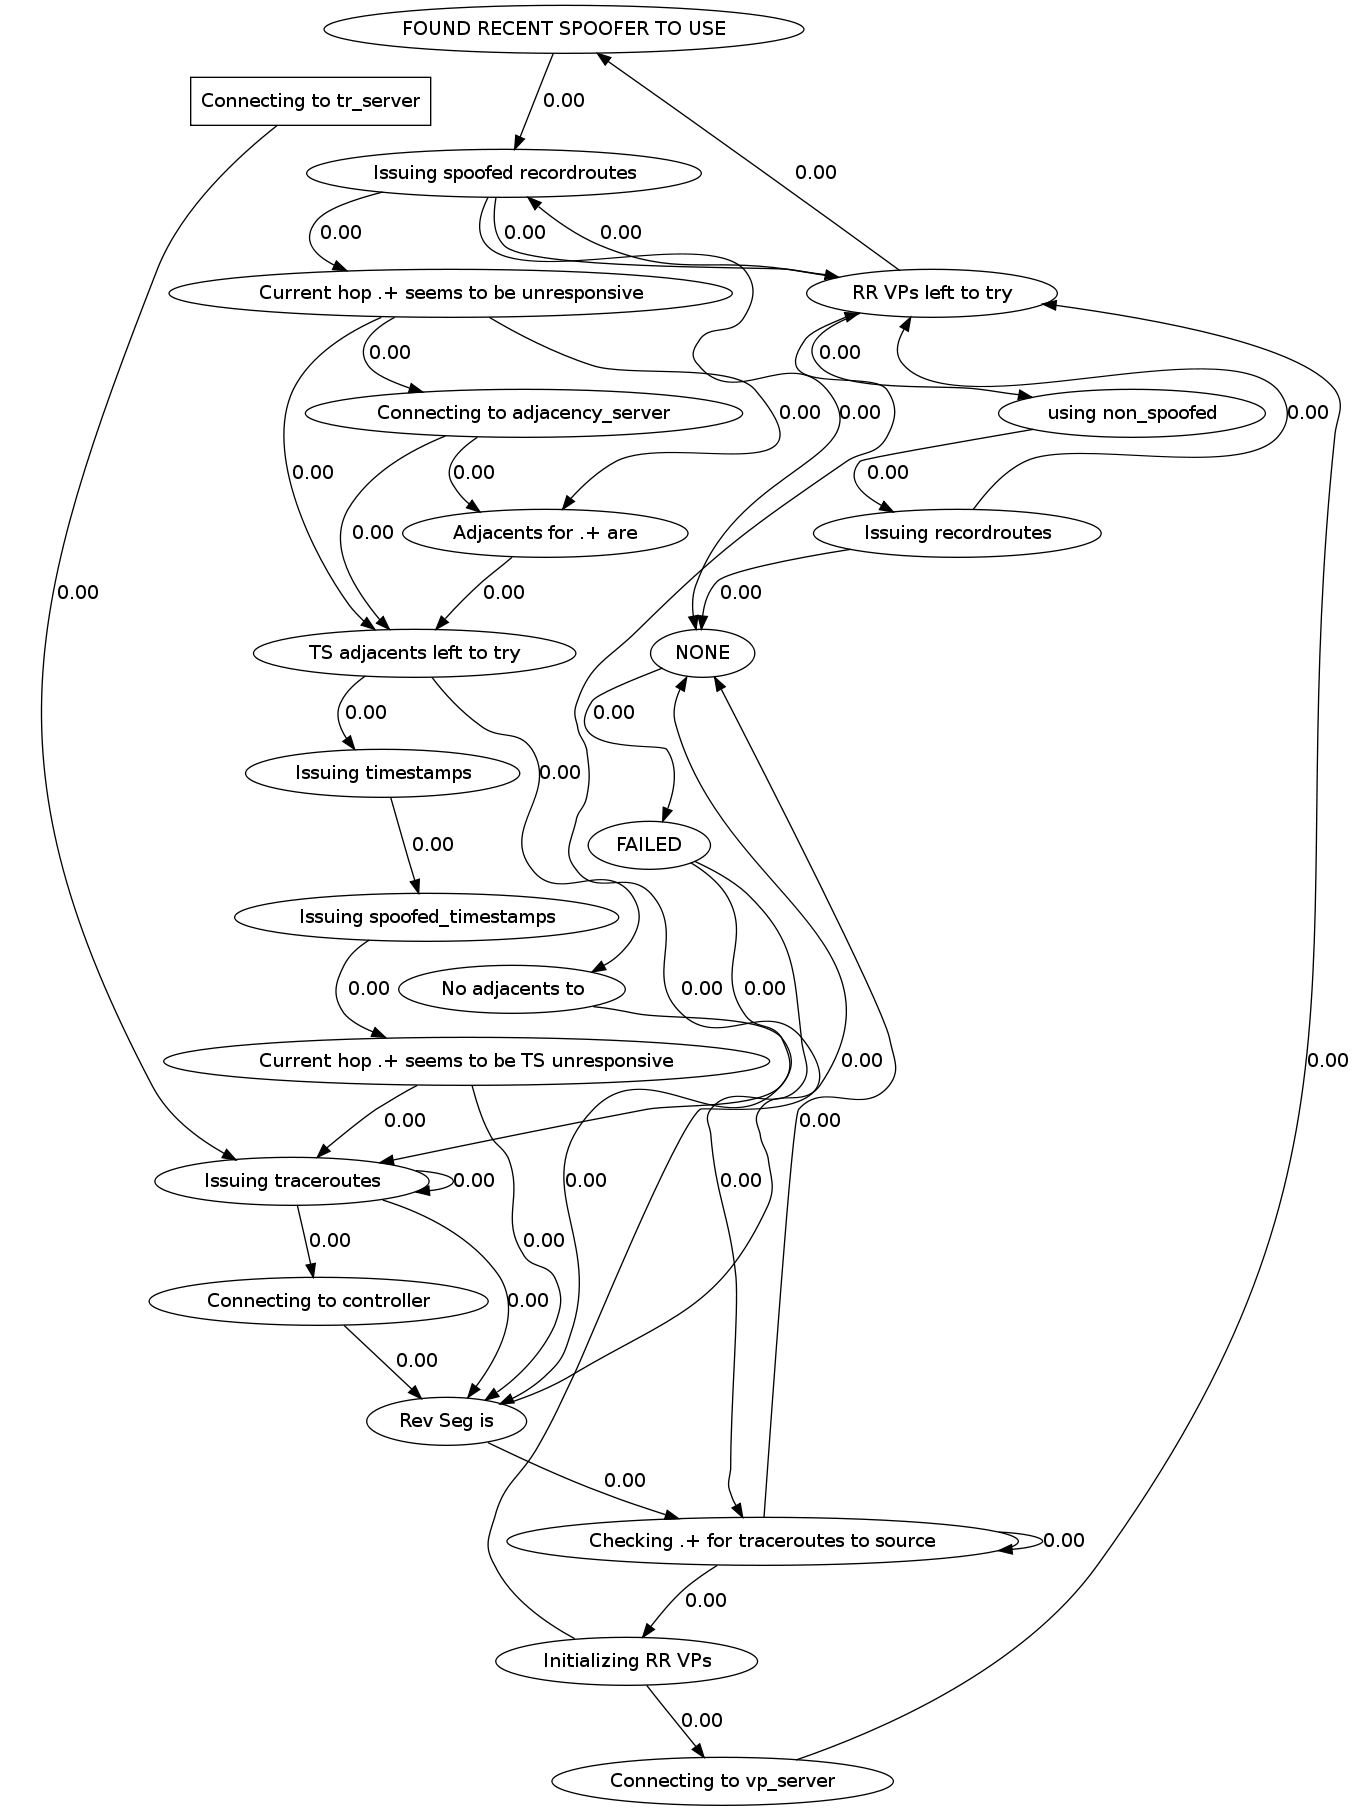 FOUND RECENT SPOOFER TO USE
Connecting to tr_server
0.00
Issuing spoofed recordroutes
0.00
0.00
0.00
0.00
Current hop .+ seems to be unresponsive
RR VPs left to try
0.00
0.00
Connecting to adjacency_server
0.00
0.00
using non_spoofed
0.00
0.00
0.00
0.00
0.00
Adjacents for .+ are
Issuing recordroutes
0.00
0.00
0.00
0.00
TS adjacents left to try
NONE
0.00
0.00
Issuing timestamps
0.00
0.00
FAILED
Issuing spoofed_timestamps
0.00
No adjacents to
0.00
0.00
Current hop .+ seems to be TS unresponsive
0.00
0.00
0.00
0.00
Issuing traceroutes
0.00
0.00
0.00
0.00
0.00
Connecting to controller
0.00
0.00
Rev Seg is
0.00
Checking .+ for traceroutes to source
0.00
0.00
Initializing RR VPs
0.00
Connecting to vp_server